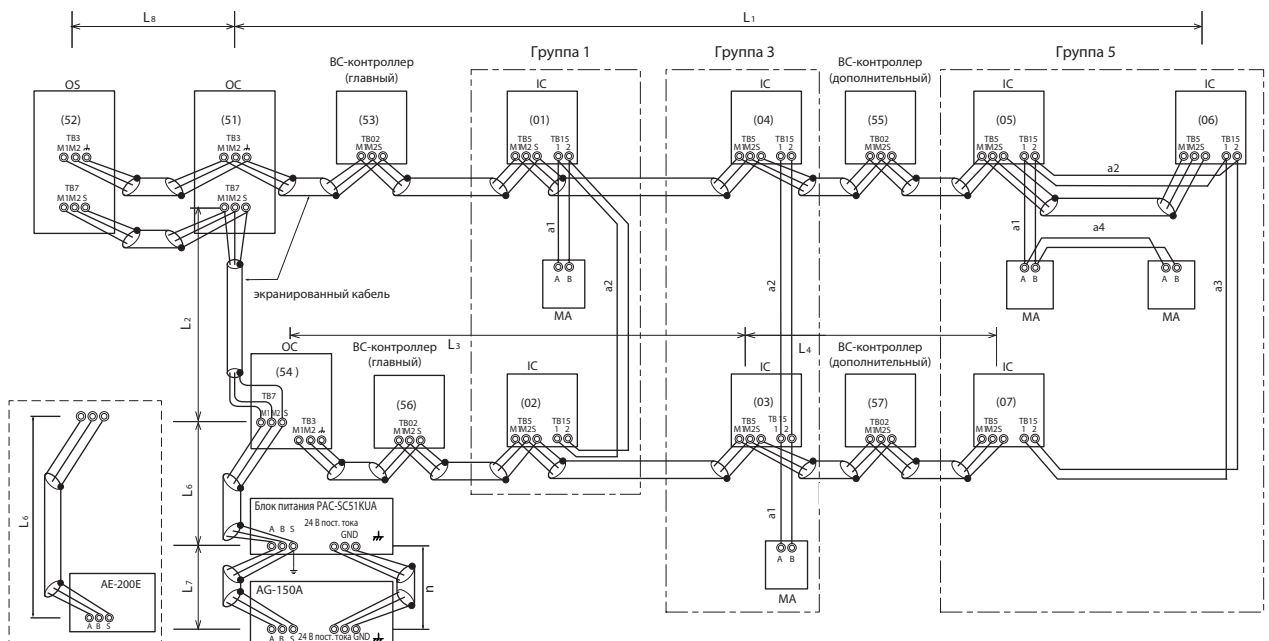 L8
L1
Группа 1
Группа 3
Группа 5
ВС-контроллер
(главный)
ВС-контроллер
(дополнительный)
OS
OC
IC
IC
IC
IC
(52)
(51)
(53)
(01)
(04)
(55)
(05)
(06)
TB3
M1M2
TB3
M1M2
TB02
M1M2S
TB5
M1M2 S
TB15
1 2
TB5
M1M2S
TB15
1 2
TB02
M1M2S
TB5
M1M2S
TB15
1 2
TB5
M1M2S
TB15
1 2
TB7
M1M2 S
TB7
M1M2 S
a2
a1
a2
a2
a1
a4
a3
A B
MA
A B
MA
A B
MA
экранированный кабель
L2
L3
L4
OC
ВС-контроллер
(главный)
IC
IC
ВС-контроллер
(дополнительный)
IC
(54 )
(56)
(02)
(03)
(57)
(07)
TB7
M1M2 S
TB3
M1M2
TB02
M1M2 S
TB5
M1M2S
TB15
1 2
TB5
M1M2S
TB 15
1 2
TB02
M1M2S
TB5
M1M2S
TB15
1 2
L6
L6
Блок питания PAC-SC51KUA
24 В пост. тока
A B S
GND
a1
A B
MA
L7
n
AE-200E
A B S
AG-150A
A B S
24 В пост. тока GND